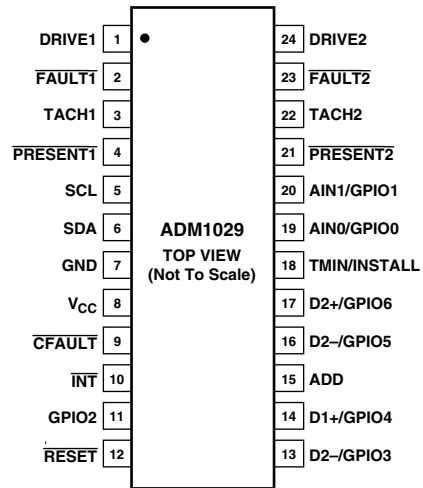 DRIVE1 1 24 DRIVE2
FAULT1 2 23 FAULT2
TACH1 3 22 TACH2
PRESENT1 4 21 PRESENT2
SCL 5 20 AIN1/GPIO1
SDA 6 ADM1029 19 AIN0/GPIO0
TOP VIEW
GND 7 (Not To Scale) 18 TMIN/INSTALL
VCC 8 17 D2+/GPIO6
CFAULT 9 16 D2–/GPIO5
INT 10 15 ADD
GPIO2 11 14 D1+/GPIO4
RESET 12 13 D2–/GPIO3